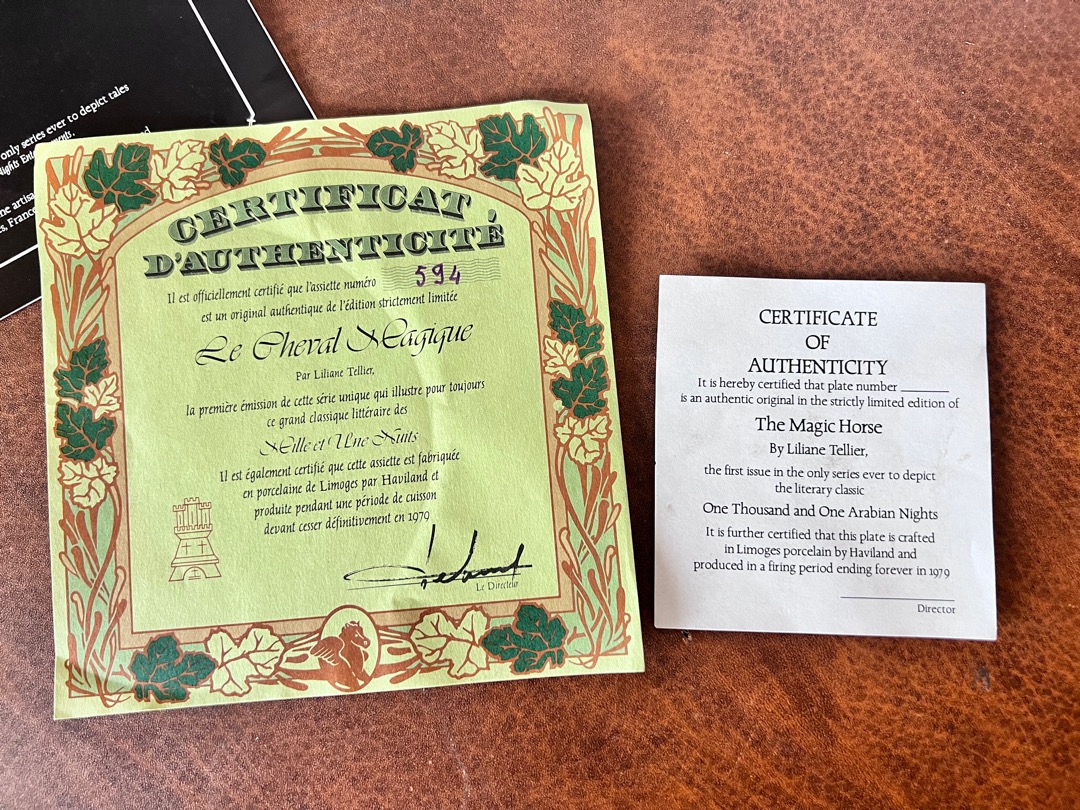 only series ever to depict tales
Nights
ne artisa
s, France
CERTIFICAT
D'AUTHENTICITÉ
Il est officiellement certifié que l'assiette numéro 594
est un original authentique de l'édition strictement limitée
Le Cheval Magique
Par Liliane Tellier,
la première émission de cette série unique qui illustre pour toujours
ce grand classique littéraire des
Mille et Une Nuits
Il est également certifié que cette assiette est fabriquée
en porcelaine de Limoges par Haviland et
produite pendant une période de cuisson
devant cesser définitivement en 1979
Le Directeur
CERTIFICATE
OF
AUTHENTICITY
It is hereby certified that plate number
is an authentic original in the strictly limited edition of
The Magic Horse
By Liliane Tellier,
the first issue in the only series ever to depict
the literary classic
One Thousand and One Arabian Nights
It is further certified that this plate is crafted
in Limoges porcelain by Haviland and
produced in a firing period ending forever in 1979
Director